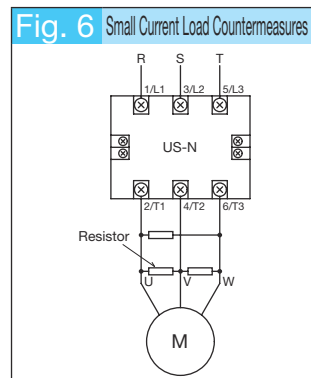 Fig. 6 Small Current Load Countermeasures
R S T
1/L1 3/L2 5/L3
US-N
2/T1 4/T2 6/T3
Resistor
U V W
M